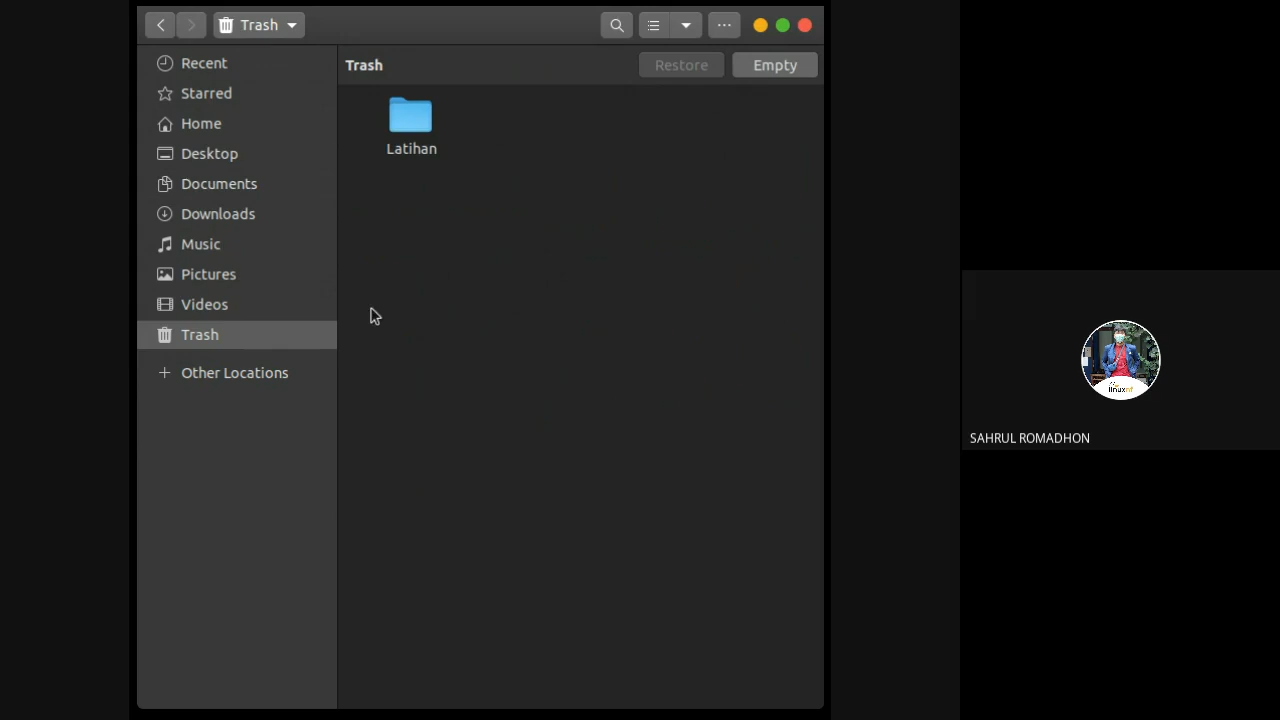 Trash
Recent
Starred
Home
Desktop
Documents
Downloads
Music
Pictures
Videos
Trash
Other Locations
Trash
Restore
Empty
Latihan
linuxnf
SAHRUL ROMADHON